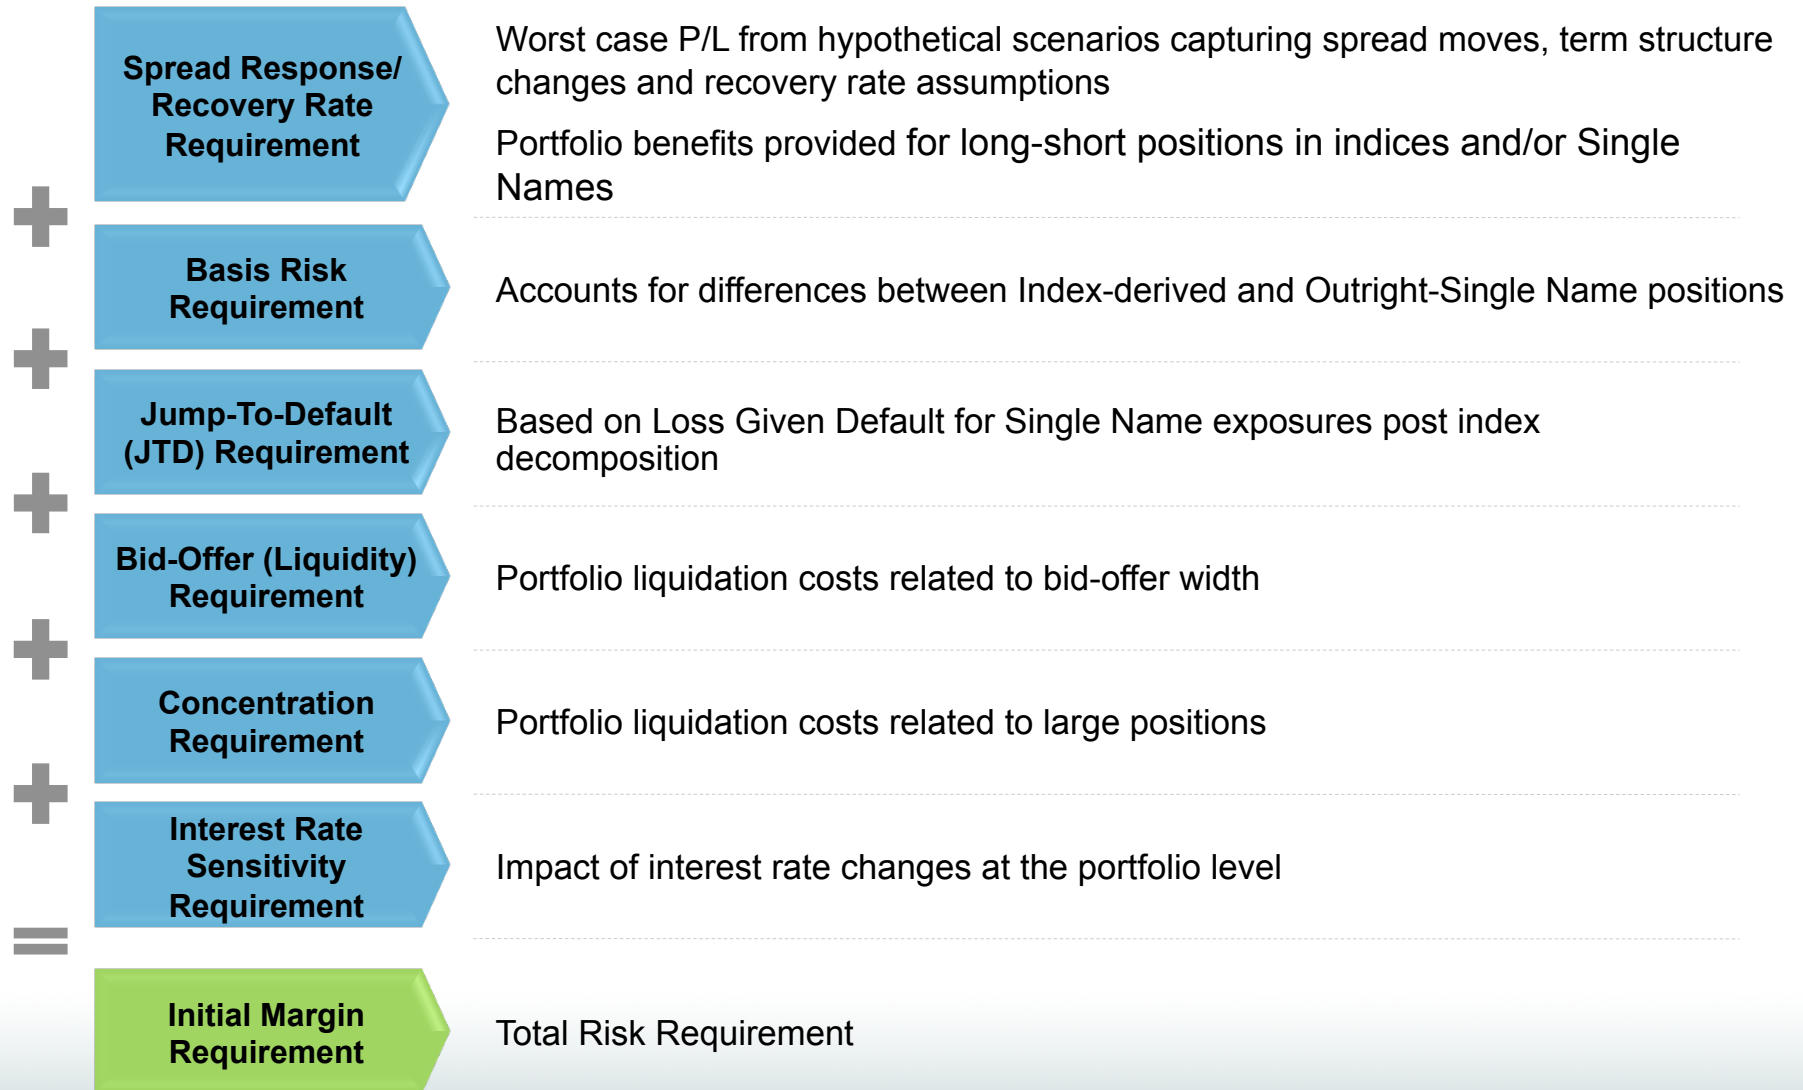 Spread Response/
Recovery Rate
Requirement
Worst case P/L from hypothetical scenarios capturing spread moves, term structure
changes and recovery rate assumptions
Portfolio benefits provided for long-short positions in indices and/or Single
Names
+
Basis Risk
Requirement
Accounts for differences between Index-derived and Outright-Single Name positions
+
Jump-To-Default
(JTD) Requirement
Based on Loss Given Default for Single Name exposures post index
decomposition
+
Bid-Offer (Liquidity)
Requirement
Portfolio liquidation costs related to bid-offer width
+
Concentration
Requirement
Portfolio liquidation costs related to large positions
+
Interest Rate
Sensitivity
Requirement
Impact of interest rate changes at the portfolio level
=
Initial Margin
Requirement
Total Risk Requirement